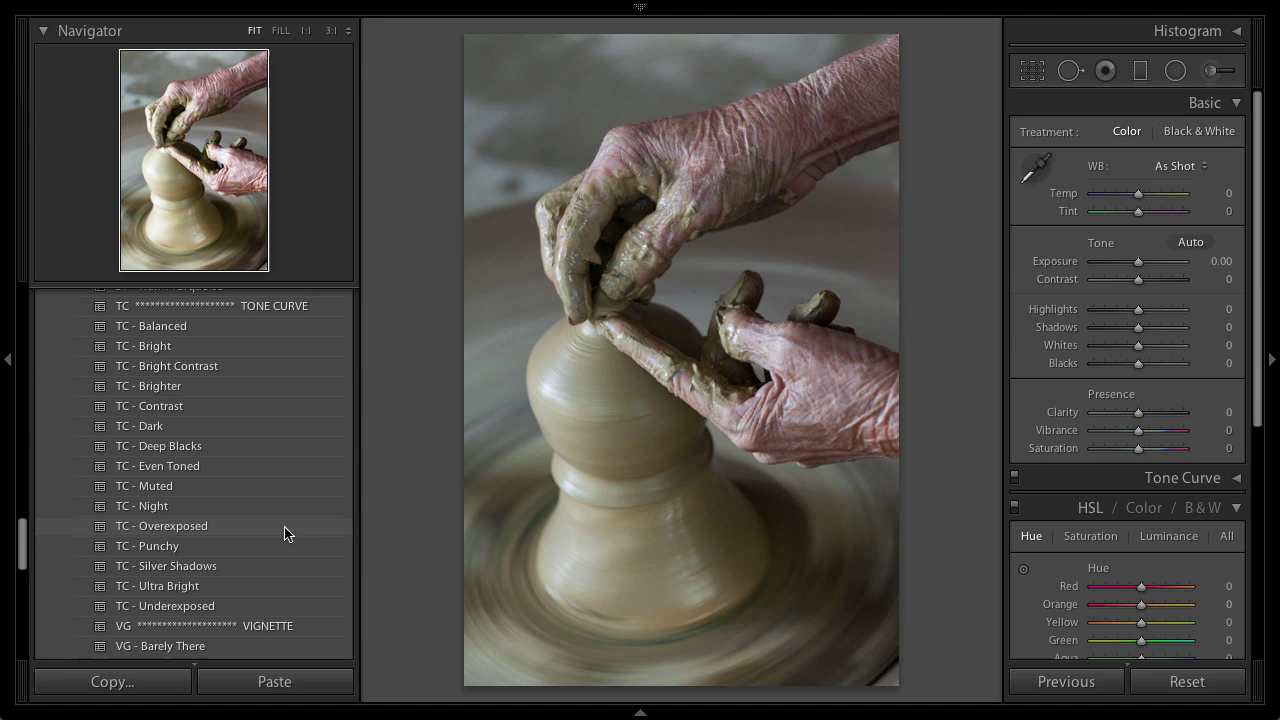 Navigator
FIT FILL 1:1 3:1
TC ******************** TONE CURVE
TC - Balanced
TC - Bright
TC - Bright Contrast
TC - Brighter
TC - Contrast
TC - Dark
TC - Deep Blacks
TC - Even Toned
TC - Muted
TC - Night
TC - Overexposed
TC - Punchy
TC - Silver Shadows
TC - Ultra Bright
TC - Underexposed
VG ******************** VIGNETTE
VG - Barely There
Copy...
Paste
Histogram
Basic
Treatment : Color Black & White
WB : As Shot
Temp 0
Tint 0
Tone Auto
Exposure 0.00
Contrast 0
Highlights 0
Shadows 0
Whites 0
Blacks 0
Presence
Clarity 0
Vibrance 0
Saturation 0
Tone Curve
HSL / Color / B & W
Hue Saturation Luminance All
Hue
Red 0
Orange 0
Yellow 0
Green 0
Previous
Reset